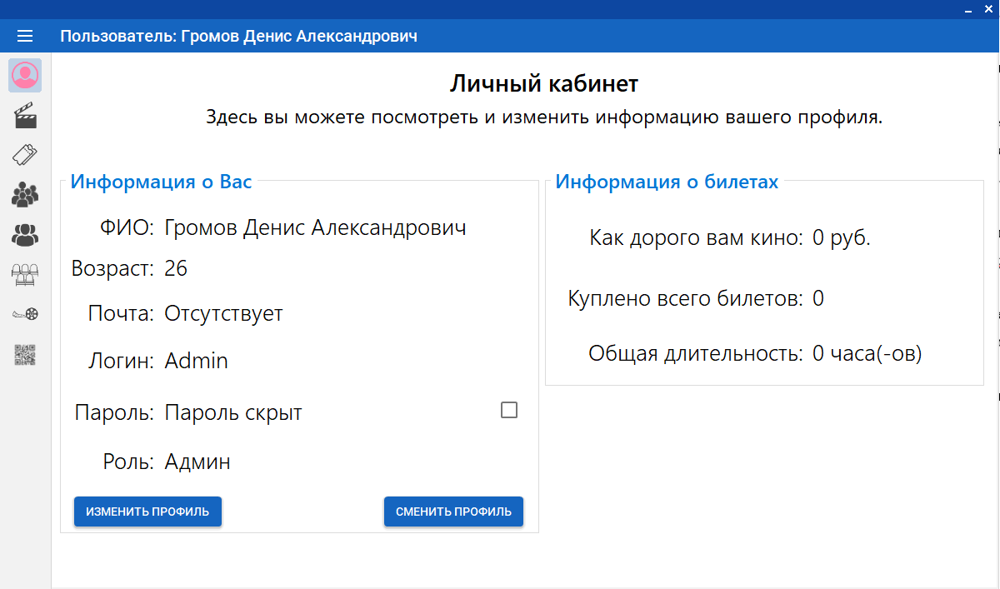 Пользователь: Громов Денис Александрович
Личный кабинет
Здесь вы можете посмотреть и изменить информацию вашего профиля.
Информация о Вас
ФИО: Громов Денис Александрович
Возраст: 26
Почта: Отсутствует
Логин: Admin
Пароль: Пароль скрыт
Роль: Админ
ИЗМЕНИТЬ ПРОФИЛЬ
СМЕНИТЬ ПРОФИЛЬ
Информация о билетах
Как дорого вам кино: 0 руб.
Куплено всего билетов: 0
Общая длительность: 0 часа(-ов)